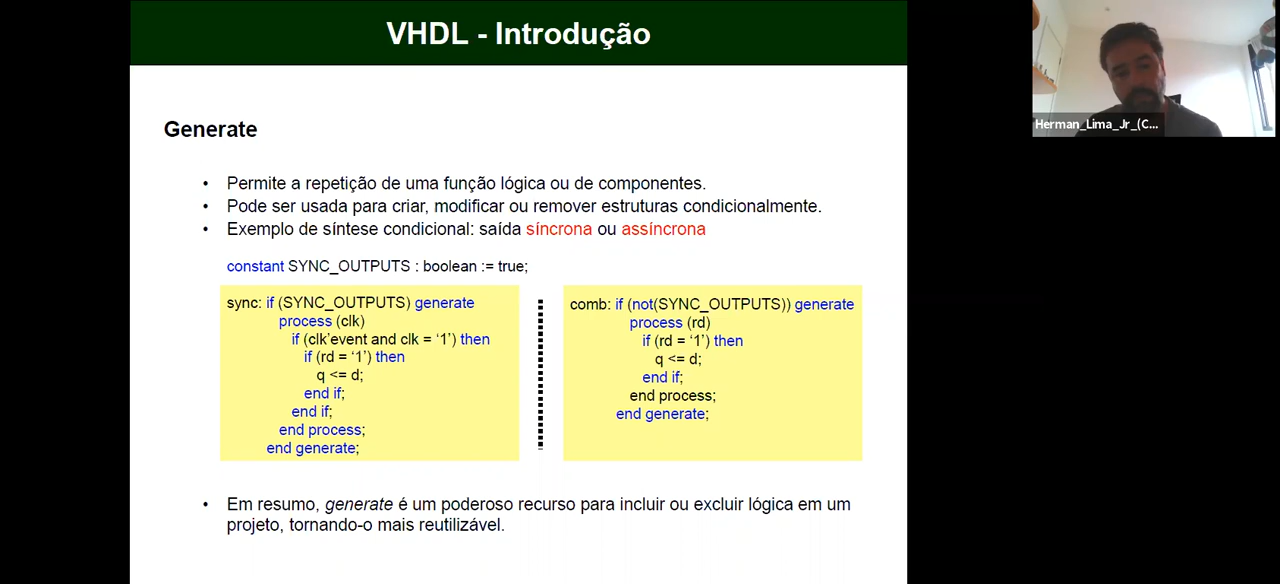 VHDL - Introdução
Herman_Lima_Jr_(C...
Generate
• Permite a repetição de uma função lógica ou de componentes.
• Pode ser usada para criar, modificar ou remover estruturas condicionalmente.
• Exemplo de síntese condicional: saída síncrona ou assíncrona
constant SYNC_OUTPUTS : boolean := true;
sync: if (SYNC_OUTPUTS) generate
process (clk)
if (clk’event and clk = ‘1’) then
if (rd = ‘1’) then
q <= d;
end if;
end if;
end process;
end generate;
comb: if (not(SYNC_OUTPUTS)) generate
process (rd)
if (rd = ‘1’) then
q <= d;
end if;
end process;
end generate;
• Em resumo, generate é um poderoso recurso para incluir ou excluir lógica em um
projeto, tornando-o mais reutilizável.